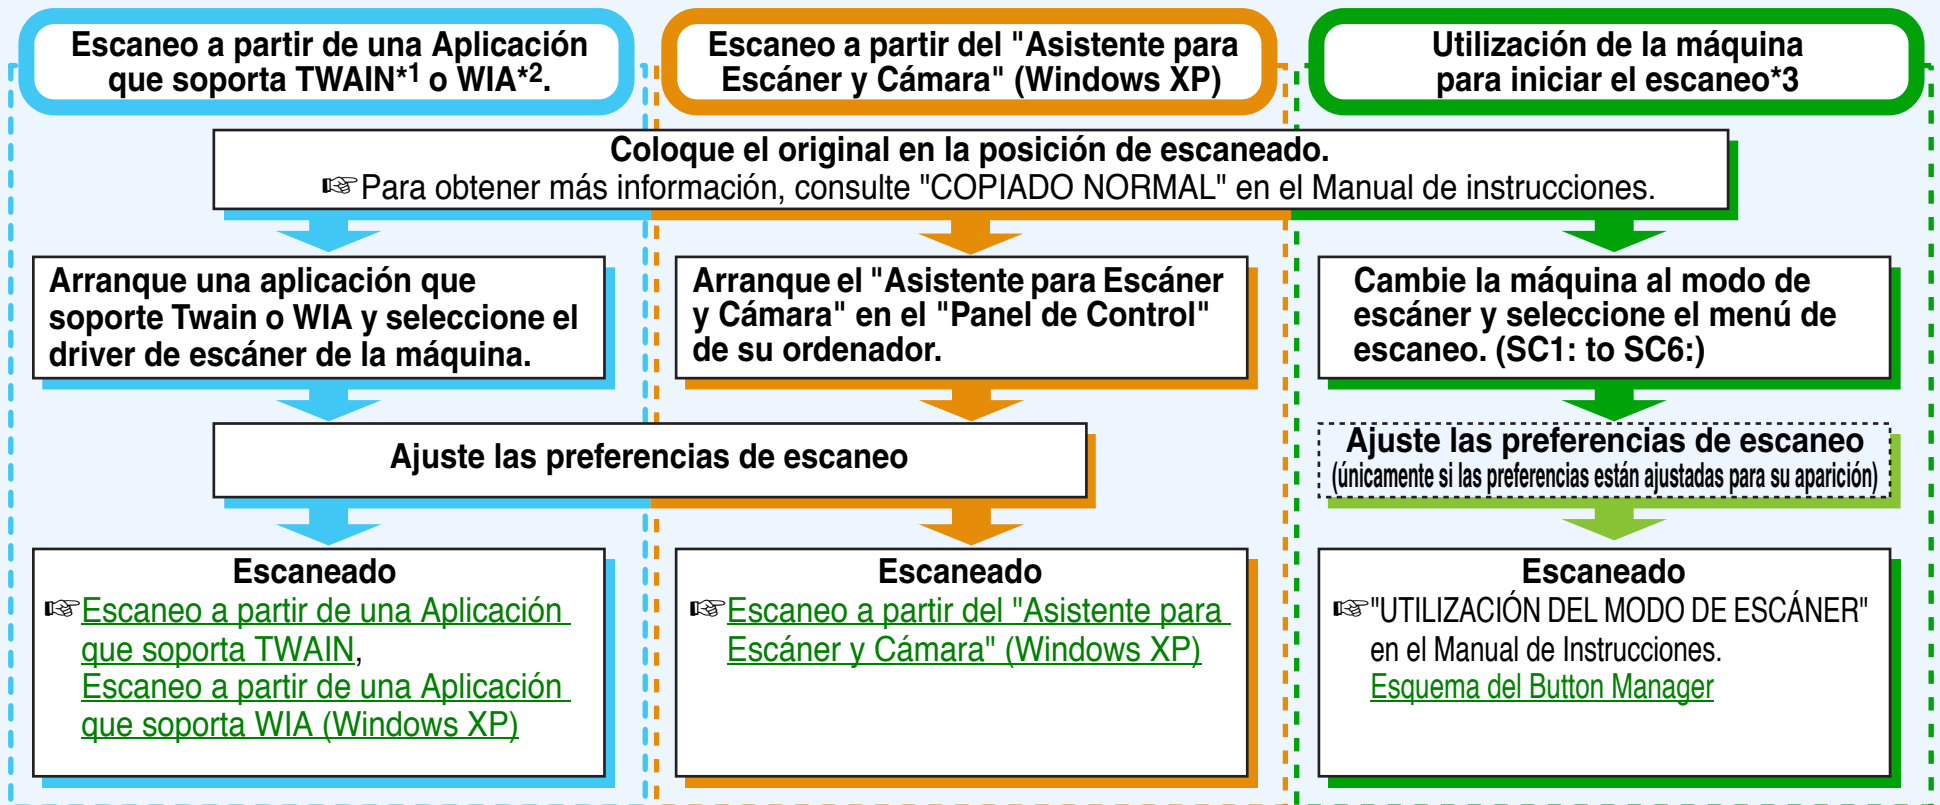 Escaneo a partir de una Aplicación
que soporta TWAIN*1 o WIA*2.
Escaneo a partir del "Asistente para
Escáner y Cámara" (Windows XP)
Utilización de la máquina
para iniciar el escaneo*3
Coloque el original en la posición de escaneado.
☞Para obtener más información, consulte "COPIADO NORMAL" en el Manual de instrucciones.
Arranque una aplicación que
soporte Twain o WIA y seleccione el
driver de escáner de la máquina.
Arranque el "Asistente para Escáner
y Cámara" en el "Panel de Control"
de su ordenador.
Cambie la máquina al modo de
escáner y seleccione el menú de
escaneo. (SC1: to SC6:)
Ajuste las preferencias de escaneo
Ajuste las preferencias de escaneo
(únicamente si las preferencias están ajustadas para su aparición)
Escaneado
☞Escaneo a partir de una Aplicación
que soporta TWAIN,
Escaneo a partir de una Aplicación
que soporta WIA (Windows XP)
Escaneado
☞Escaneo a partir del "Asistente para
Escáner y Cámara" (Windows XP)
Escaneado
☞"UTILIZACIÓN DEL MODO DE ESCÁNER"
en el Manual de Instrucciones.
Esquema del Button Manager